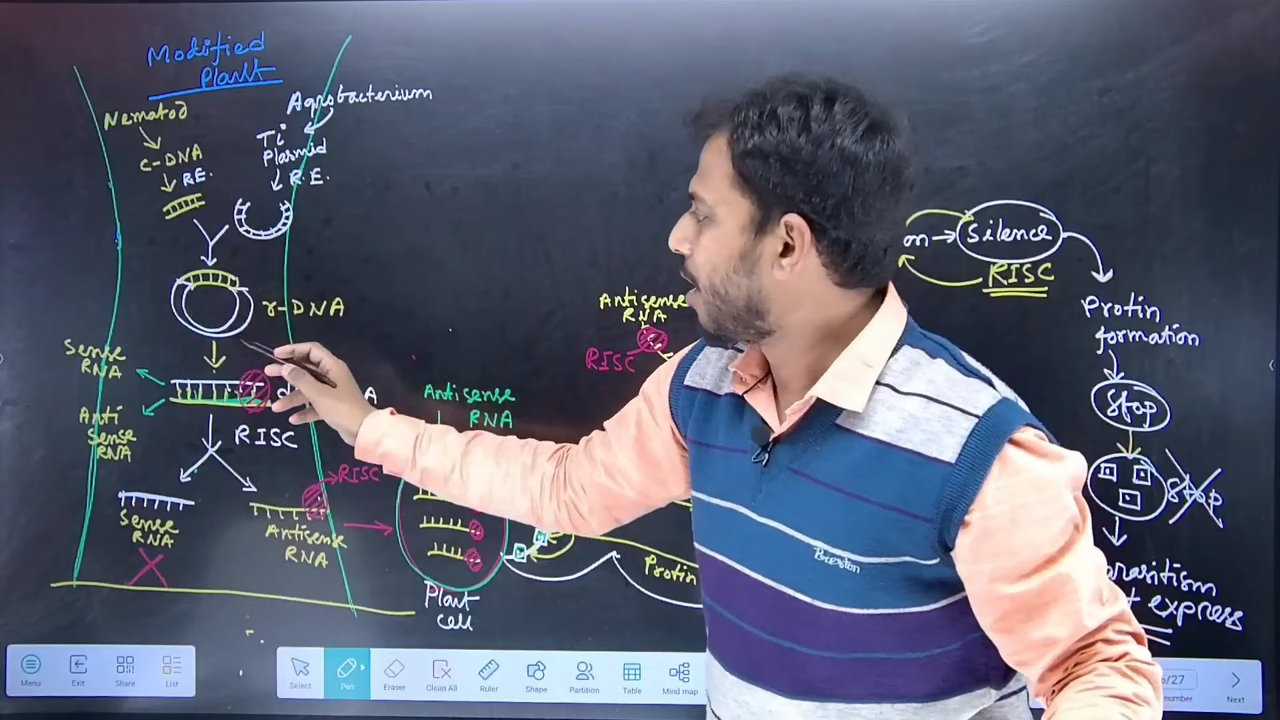 Modified
Plant
Nematod
C-DNA
R.E.
Agrobacterium
Ti
Plasmid
R.E.
r-DNA
Sense
RNA
Anti
Sense
RNA
RISC
Sense
RNA
Antisense
RNA
RISC
Antisense
RNA
Plant
cell
Antisense
RNA
RISC
Protin
Silence
RISC
Protin
formation
Stop
Stop
express
Menu
Exit
Share
List
Select
Pen
Eraser
Clean All
Ruler
Shape
Partition
Table
Mind map
/27
Next